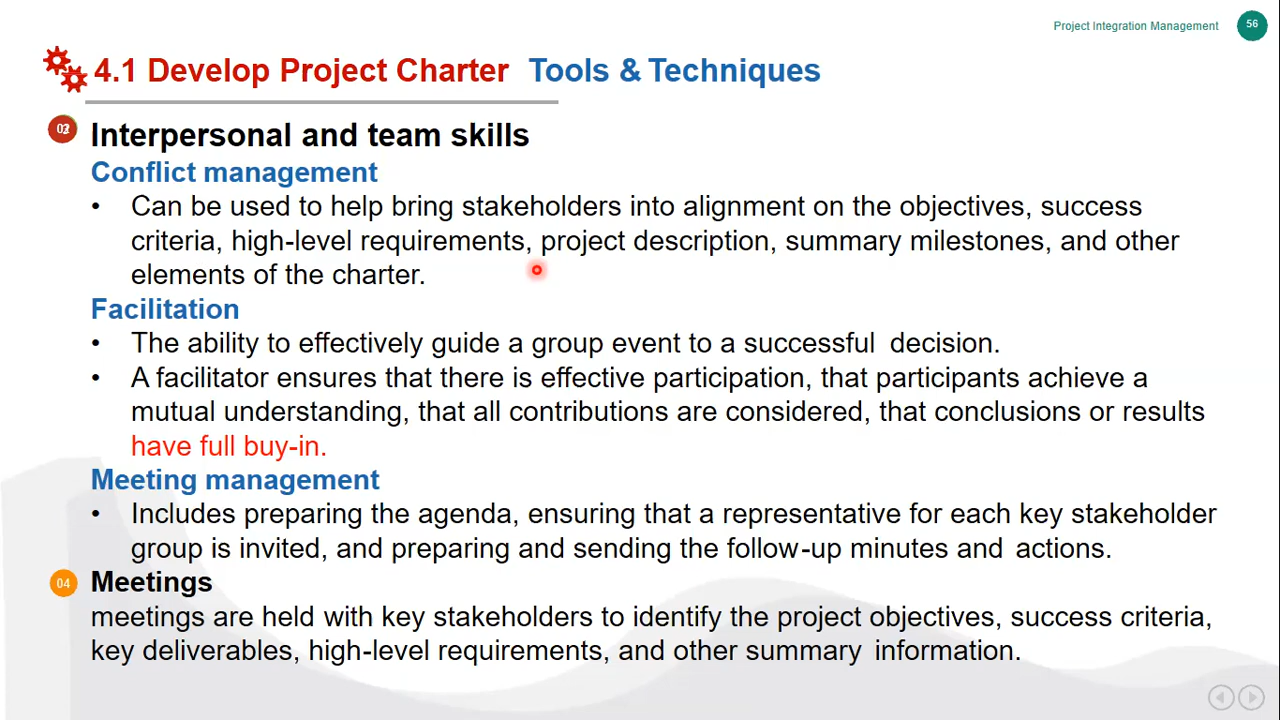 Project Integration Management 56
4.1 Develop Project Charter Tools & Techniques
Interpersonal and team skills
Conflict management
• Can be used to help bring stakeholders into alignment on the objectives, success
criteria, high-level requirements, project description, summary milestones, and other
elements of the charter.
Facilitation
• The ability to effectively guide a group event to a successful decision.
• A facilitator ensures that there is effective participation, that participants achieve a
mutual understanding, that all contributions are considered, that conclusions or results
have full buy-in.
Meeting management
• Includes preparing the agenda, ensuring that a representative for each key stakeholder
group is invited, and preparing and sending the follow-up minutes and actions.
04 Meetings
meetings are held with key stakeholders to identify the project objectives, success criteria,
key deliverables, high-level requirements, and other summary information.